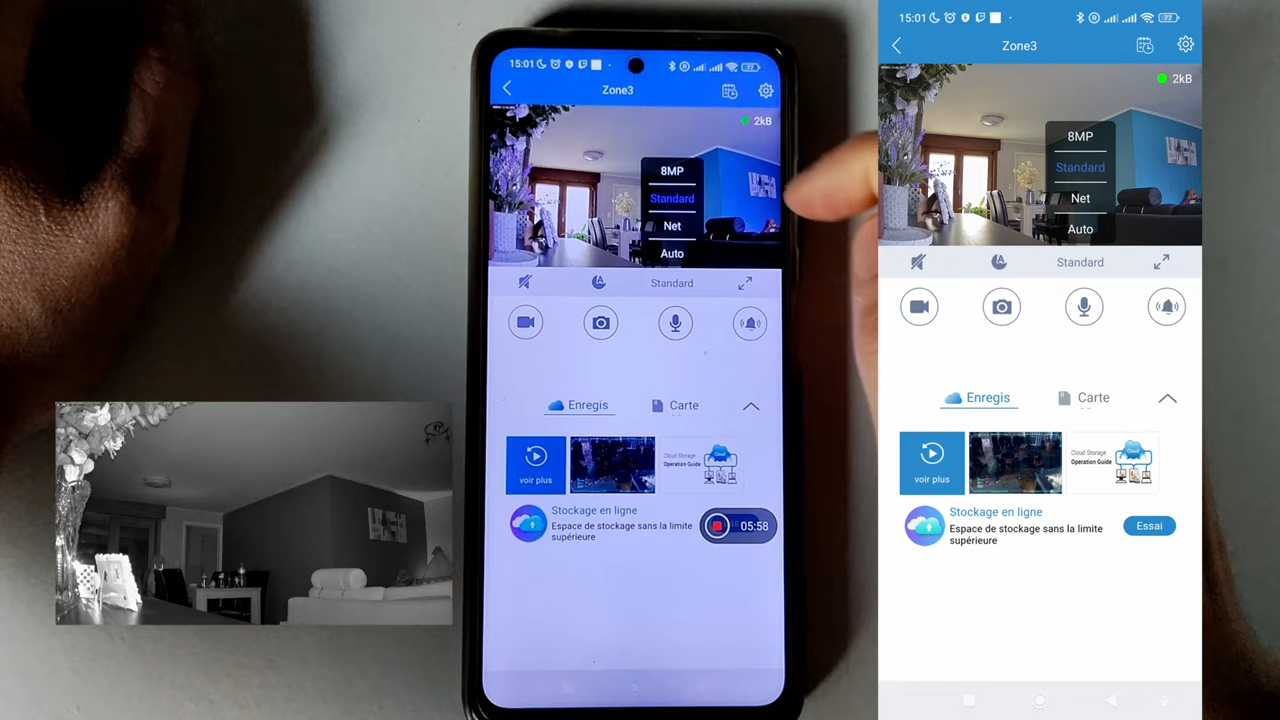 15:01
Zone3
2kB
8MP
Standard
Net
Auto
Standard
Enregis
Carte
voir plus
Cloud Storage
Operation Guide
Cloud
Stockage en ligne
Espace de stockage sans la limite
supérieure
05:58
15:01
77
Zone3
2kB
8MP
Standard
Net
Auto
Standard
Enregis
Carte
voir plus
Cloud Storage
Operation Guide
Cloud
Stockage en ligne
Espace de stockage sans la limite
supérieure
Essai